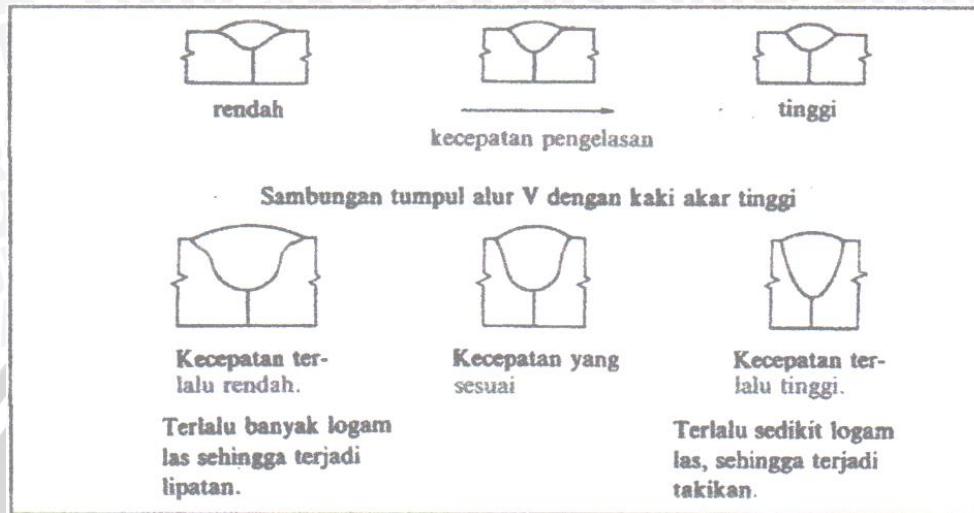 rendah
kecepatan pengelasan
tinggi
Sambungan tumpul alur V dengan kaki akar tinggi
Kecepatan ter-
lalu rendah.
Terlalu banyak logam
las sehingga terjadi
lipatan.
Kecepatan yang
sesuai
Kecepatan ter-
lalu tinggi.
Terlalu sedikit logam
las, sehingga terjadi
takikan.